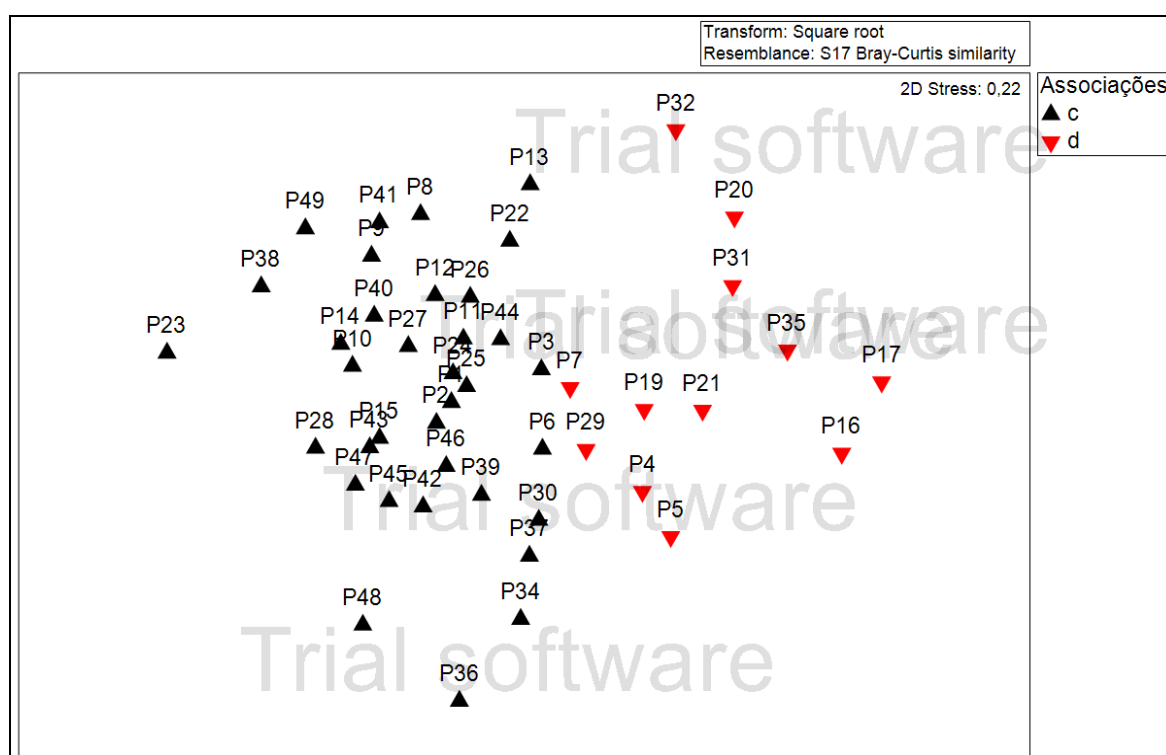 Transform: Square root
Resemblance: S17 Bray-Curtis similarity
2D Stress: 0,22
Associações
c
d
P32
Trial software
P13
P20
P8
P41
P49
P22
P9
P38
P31
P12 P26
P40
Trial software
Trial software
P14 P27 P11 P44
P23
P10
P24
P3
P35
P25
P7
P17
P1
P2
P19 P21
P28
P15
P43
P6
P29
P16
P46
P47
P39
P4
P45 P42
Trial software
P30
P5
P37
P48
P34
Trial software
P36